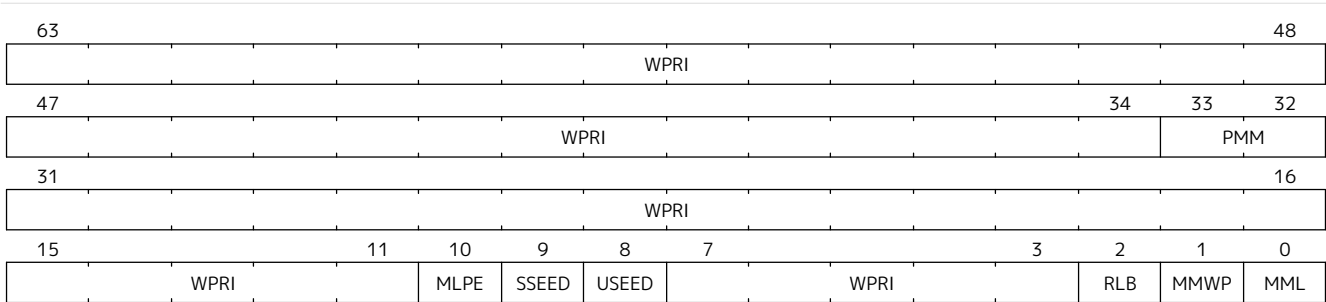 63 48
WPRI
47 34 33 32
WPRI PMM
31 16
WPRI
15 11 10 9 8 7 3 2 1 0
WPRI MLPE SSEED USEED WPRI RLB MMWP MML